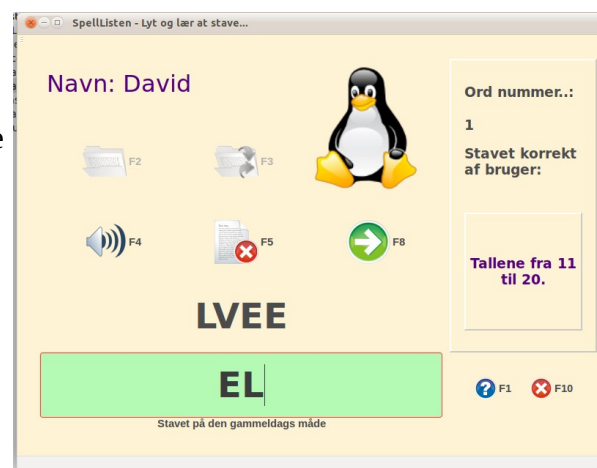 SpellListen - Lyt og lær at stave...
Navn: David
F2
F3
F4
F5
F8
LVEE
EL
Stavet på den gammeldags måde
Ord nummer..:
1
Stavet korrekt
af bruger:
Tallene fra 11
til 20.
F1
F10